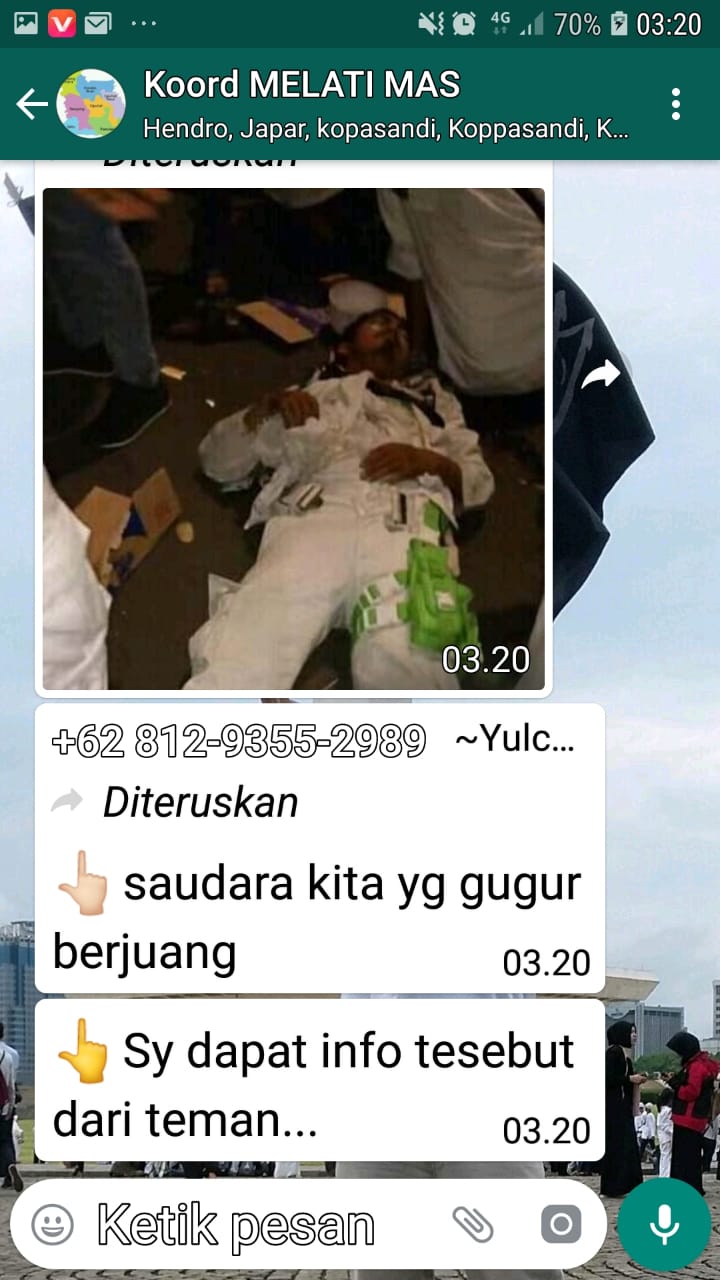 4G 70% 03:20
Koord MELATI MAS
Hendro, Japar, kopasandi, Koppasandi, K...
Diteruskan
03.20
+62 812-9355-2989 ~Yulc...
Diteruskan
👆🏻 saudara kita yg gugur
berjuang 03.20
👆 Sy dapat info tesebut
dari teman... 03.20
Ketik pesan